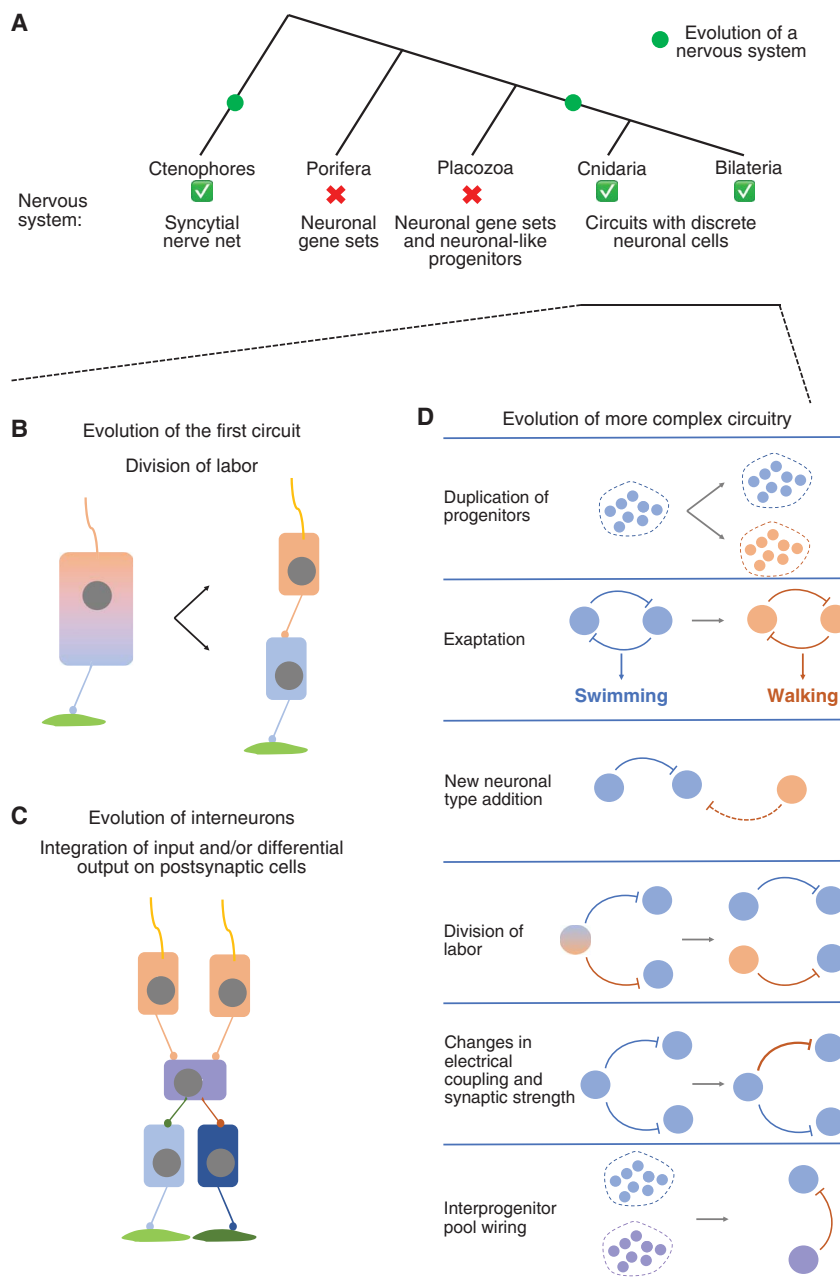 A
Evolution of a
nervous system
Ctenophores
Porifera
Placozoa
Cnidaria
Bilateria
Nervous
system:
Syncytial
nerve net
Neuronal
gene sets
Neuronal gene sets
and neuronal-like
progenitors
Circuits with discrete
neuronal cells
B
Evolution of the first circuit
Division of labor
C
Evolution of interneurons
Integration of input and/or differential
output on postsynaptic cells
D
Evolution of more complex circuitry
Duplication of
progenitors
Exaptation
Swimming
Walking
New neuronal
type addition
Division of
labor
Changes in
electrical
coupling and
synaptic strength
Interprogenitor
pool wiring